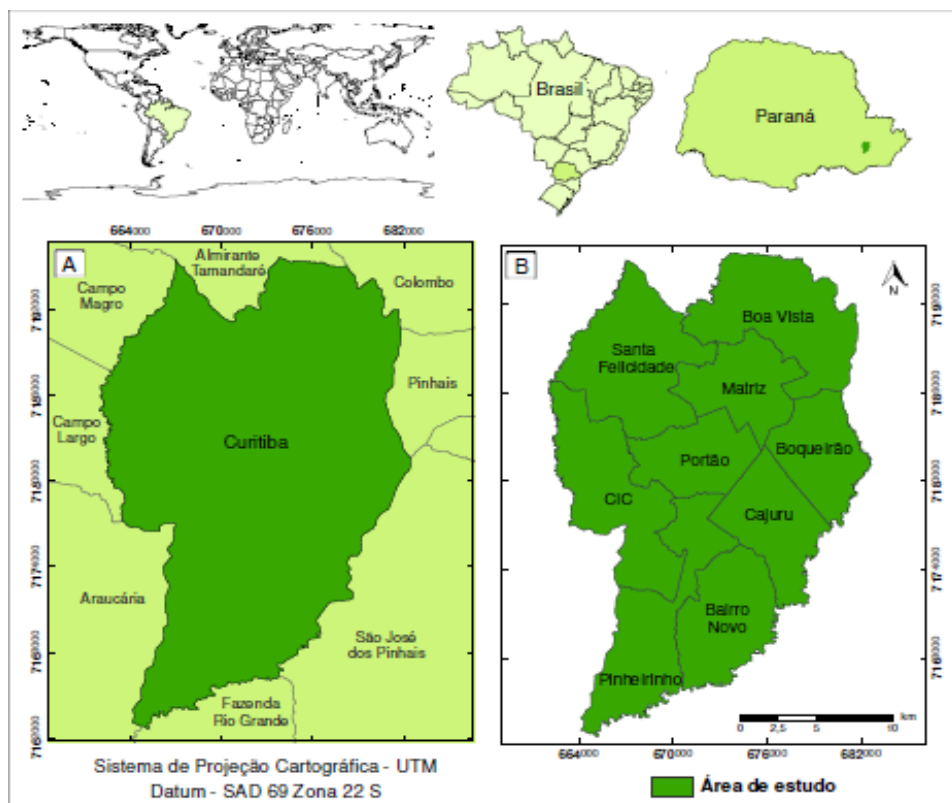 Brasil
Paraná
664000 670000 676000 682000
A
Almirante
Tamandaré
Colombo
Campo
Magro
Pinhais
Campo
Largo
Curitiba
Araucária
São José
dos Pinhais
Fazenda
Rio Grande
B
N
Boa Vista
Santa
Felicidade
Matriz
Boqueirão
Portão
CIC
Cajuru
Bairro
Novo
Pinheirinho
km
0 2,5 5 10
664000 670000 676000 682000
Sistema de Projeção Cartográfica - UTM
Datum - SAD 69 Zona 22 S
Área de estudo